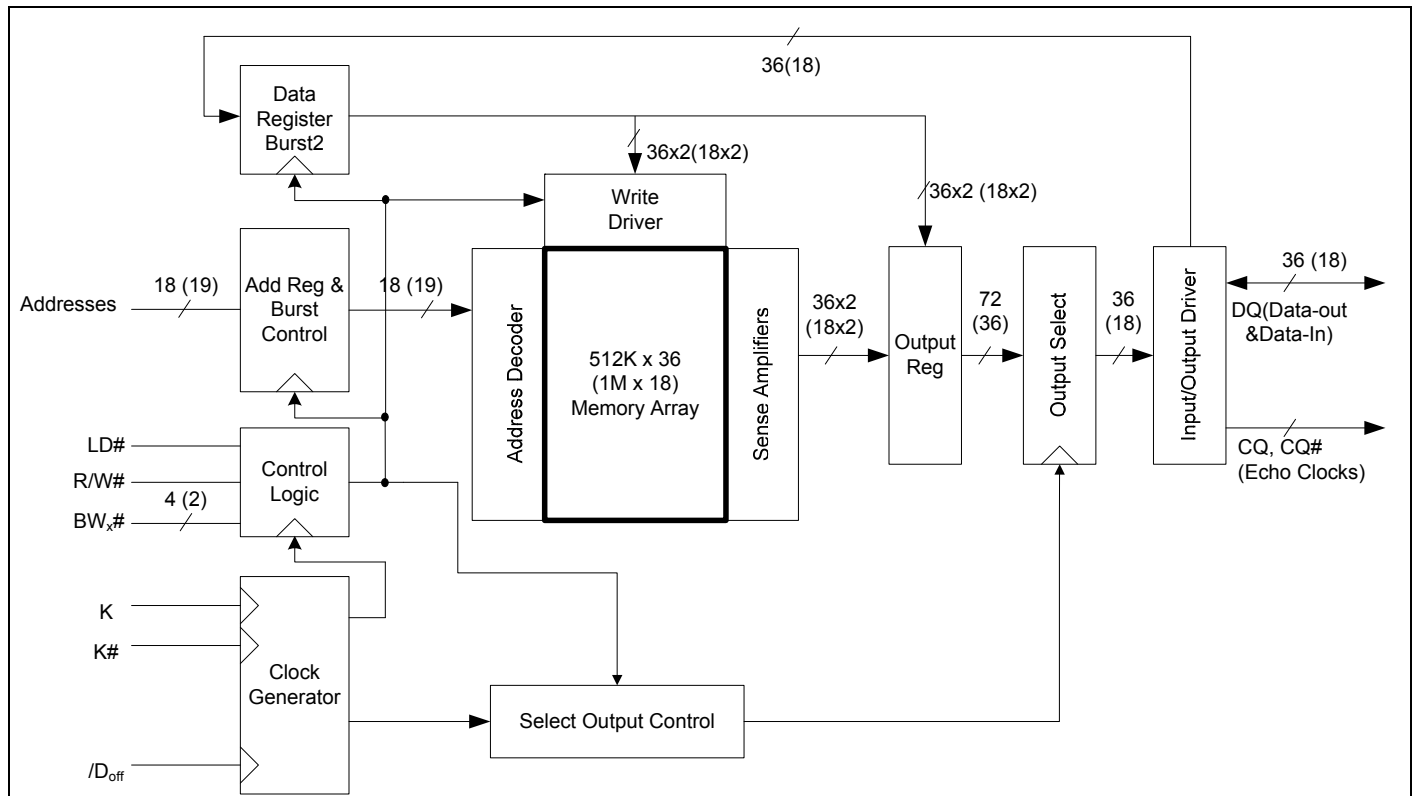 36(18)
Data
Register
Burst2
36x2(18x2)
36x2 (18x2)
Write
Driver
Addresses
18 (19)
Add Reg &
Burst
Control
18 (19)
Address Decoder
512K x 36
(1M x 18)
Memory Array
Sense Amplifiers
36x2
(18x2)
Output
Reg
72
(36)
Output Select
36
(18)
Input/Output Driver
36 (18)
DQ(Data-out
&Data-In)
CQ, CQ#
(Echo Clocks)
LD#
R/W#
BWx#
4 (2)
Control
Logic
K
K#
/Doff
Clock
Generator
Select Output Control